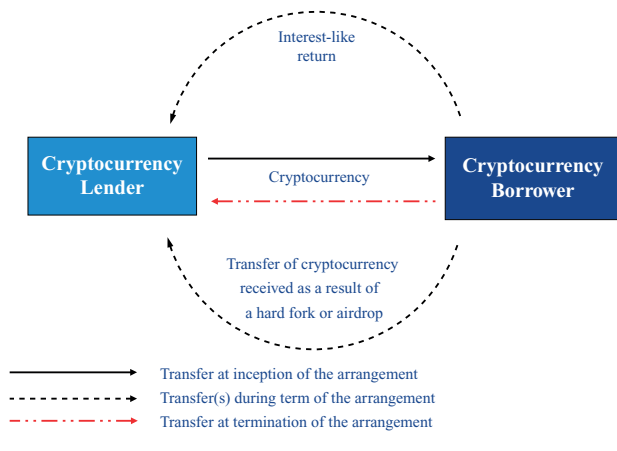 Interest-like
return
Cryptocurrency
Lender
Cryptocurrency
Cryptocurrency
Borrower
Transfer of cryptocurrency
received as a result of
a hard fork or airdrop
Transfer at inception of the arrangement
Transfer(s) during term of the arrangement
Transfer at termination of the arrangement